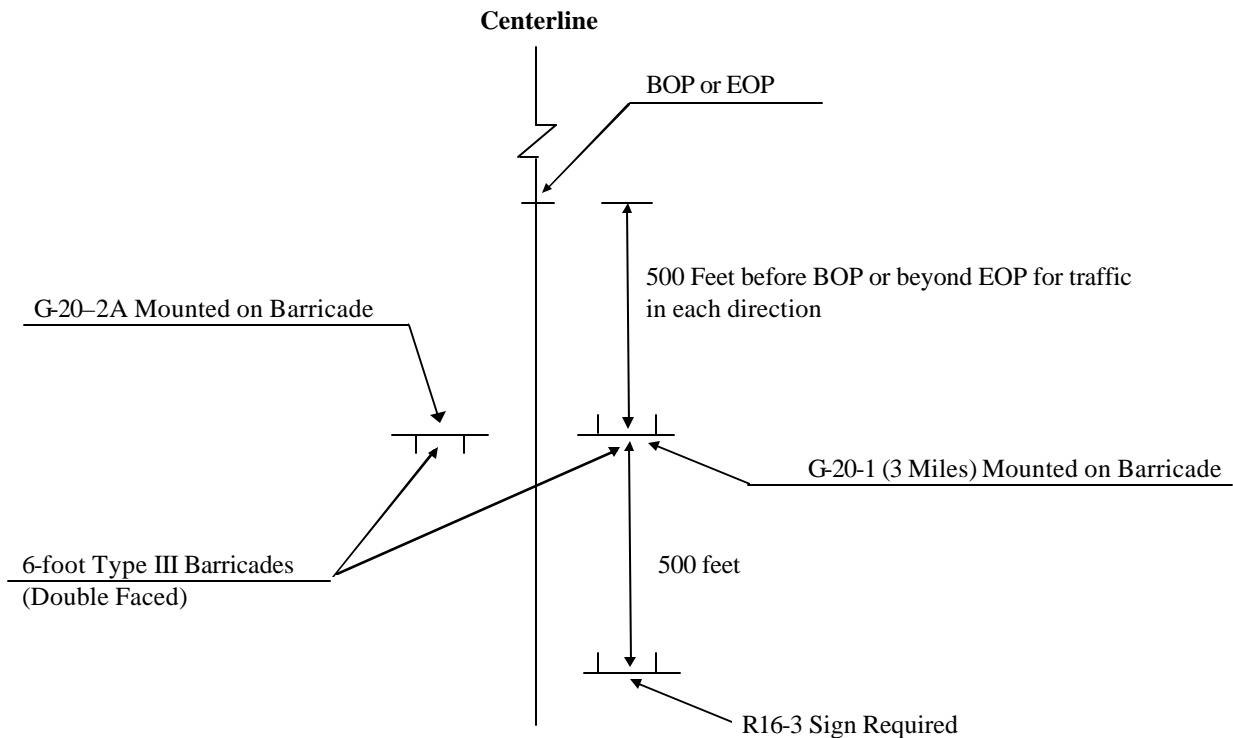 Centerline
BOP or EOP
500 Feet before BOP or beyond EOP for traffic
in each direction
G-20–2A Mounted on Barricade
G-20-1 (3 Miles) Mounted on Barricade
6-foot Type III Barricades
(Double Faced)
500 feet
R16-3 Sign Required